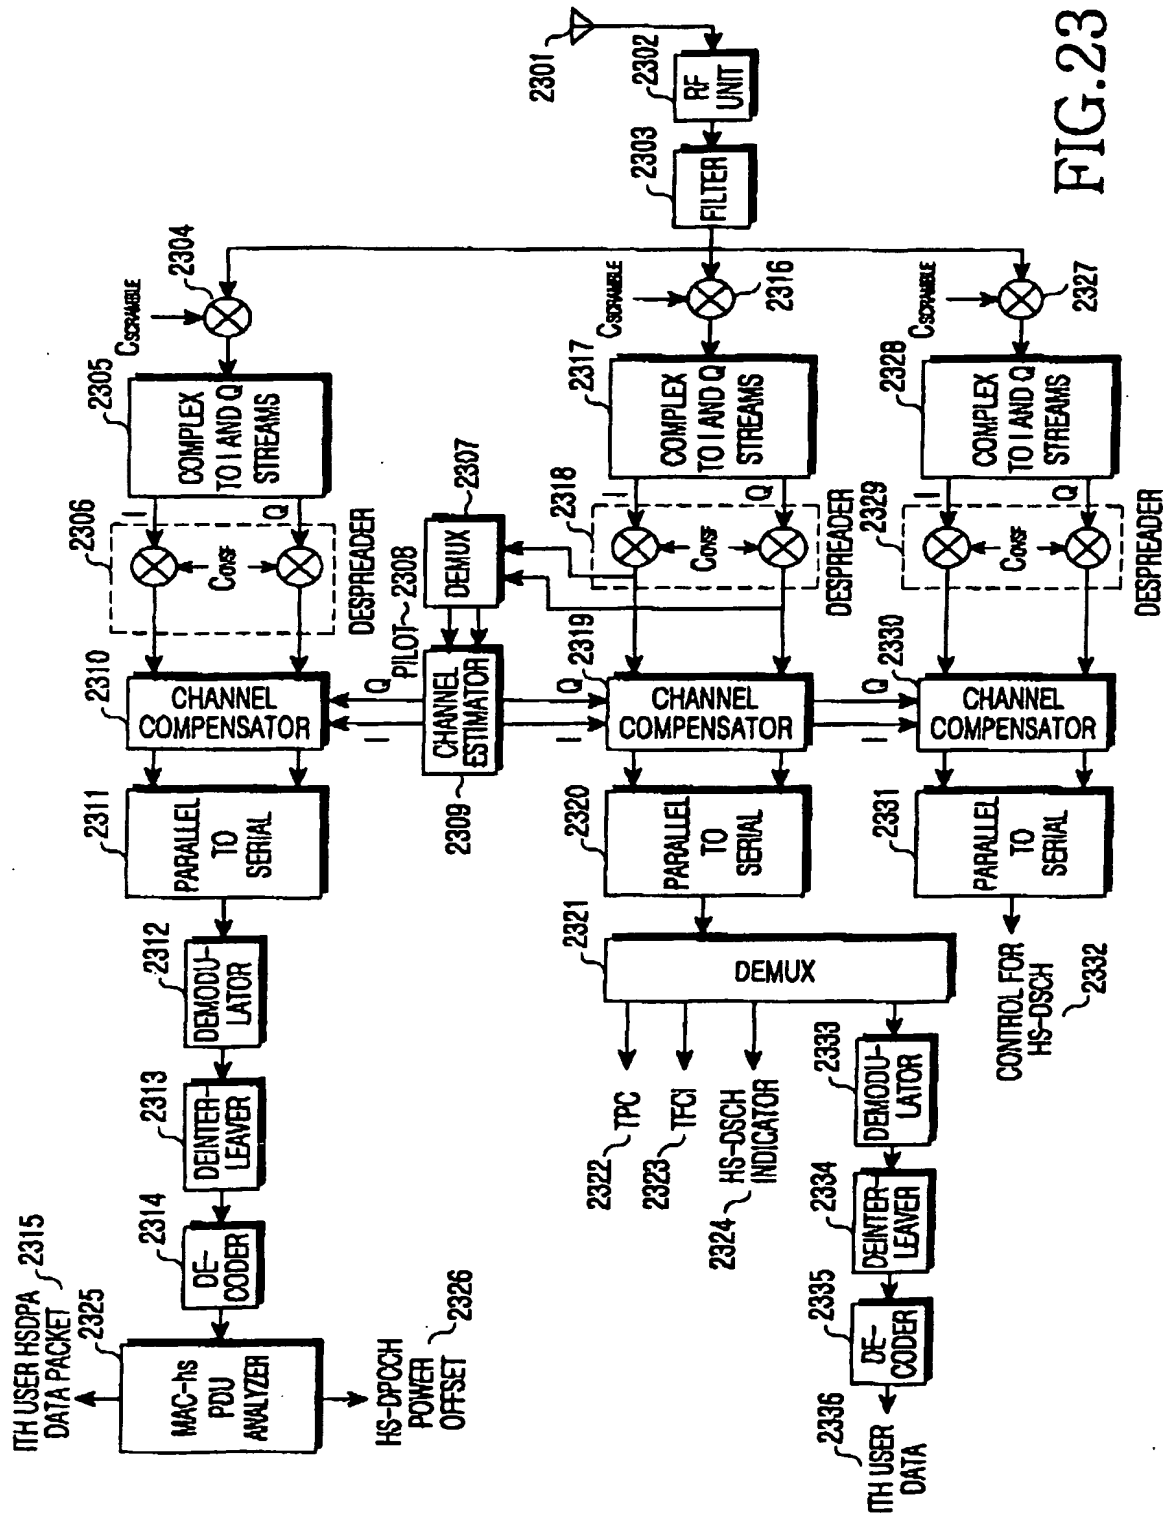 ITH USER HSDPA
DATA PACKET
2315
2325
MAC-hs
PDU
ANALYZER
HS-DPCCH
POWER
OFFSET
2326
2314
DE-
CODER
2313
DEINTER-
LEAVER
2312
DEMODU-
LATOR
2311
PARALLEL
TO
SERIAL
2310
CHANNEL
COMPENSATOR
2306
I
Q
COVSF
DESPREADER
2305
COMPLEX
TO I AND Q
STREAMS
CSCRAMBLE
2304
2307
DEMUX
PILOT
2308
CHANNEL
ESTIMATOR
2309
Q
I
Q
I
2301
2302
RF
UNIT
2303
FILTER
CSCRAMBLE
2316
2317
COMPLEX
TO I AND Q
STREAMS
2318
I
Q
COVSF
DESPREADER
2319
CHANNEL
COMPENSATOR
Q
I
2320
PARALLEL
TO
SERIAL
2321
DEMUX
2322
TPC
2323
TFCI
2324
HS-DSCH
INDICATOR
2333
DEMODU-
LATOR
2334
DEINTER-
LEAVER
2335
DE-
CODER
2336
ITH USER
DATA
CSCRAMBLE
2327
2328
COMPLEX
TO I AND Q
STREAMS
2329
I
Q
COVSF
DESPREADER
2330
CHANNEL
COMPENSATOR
2331
PARALLEL
TO
SERIAL
CONTROL FOR
HS-DSCH
2332
FIG.23